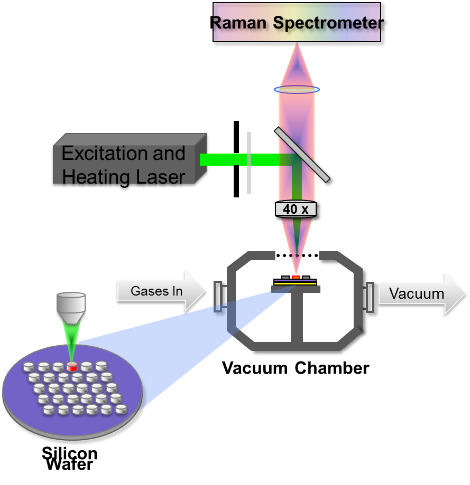 Raman Spectrometer
Excitation and
Heating Laser
40 x
Gases In
Vacuum
Vacuum Chamber
Silicon
Wafer